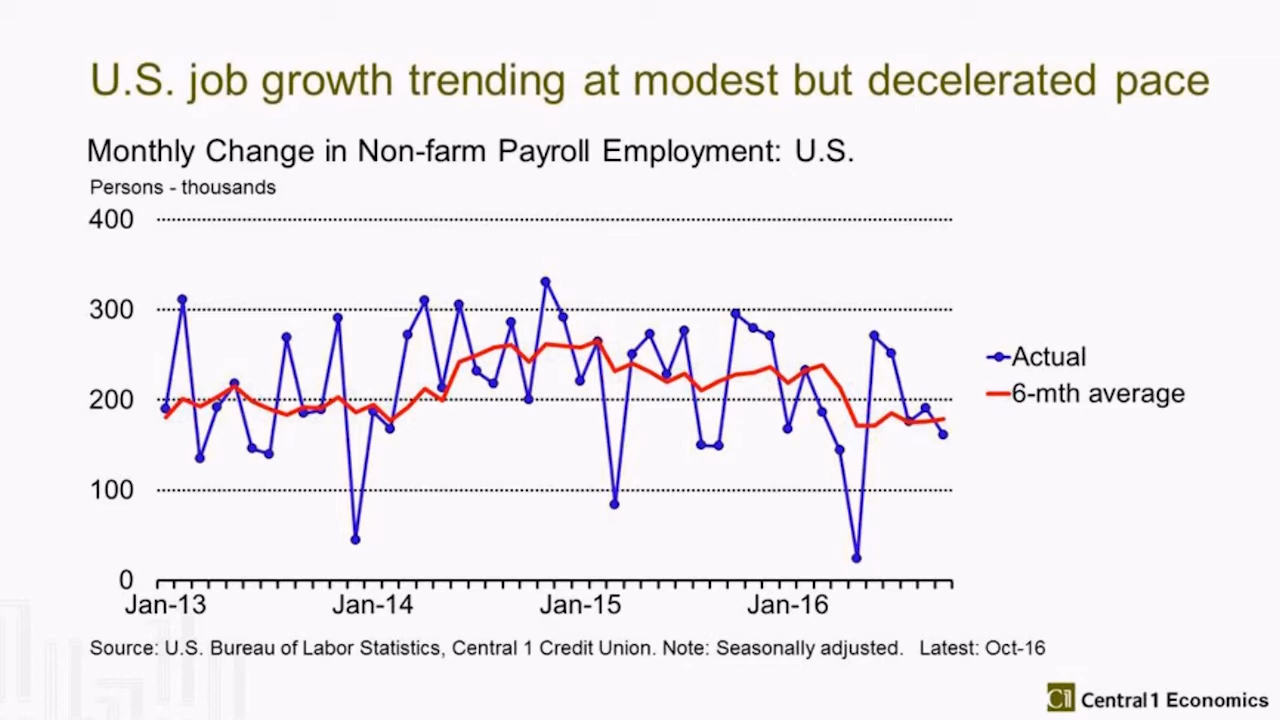 U.S. job growth trending at modest but decelerated pace
Monthly Change in Non-farm Payroll Employment: U.S.
Persons - thousands
400
300
200
100
0
Jan-13 Jan-14 Jan-15 Jan-16
Actual
6-mth average
Source: U.S. Bureau of Labor Statistics, Central 1 Credit Union. Note: Seasonally adjusted. Latest: Oct-16
C1 Central 1 Economics